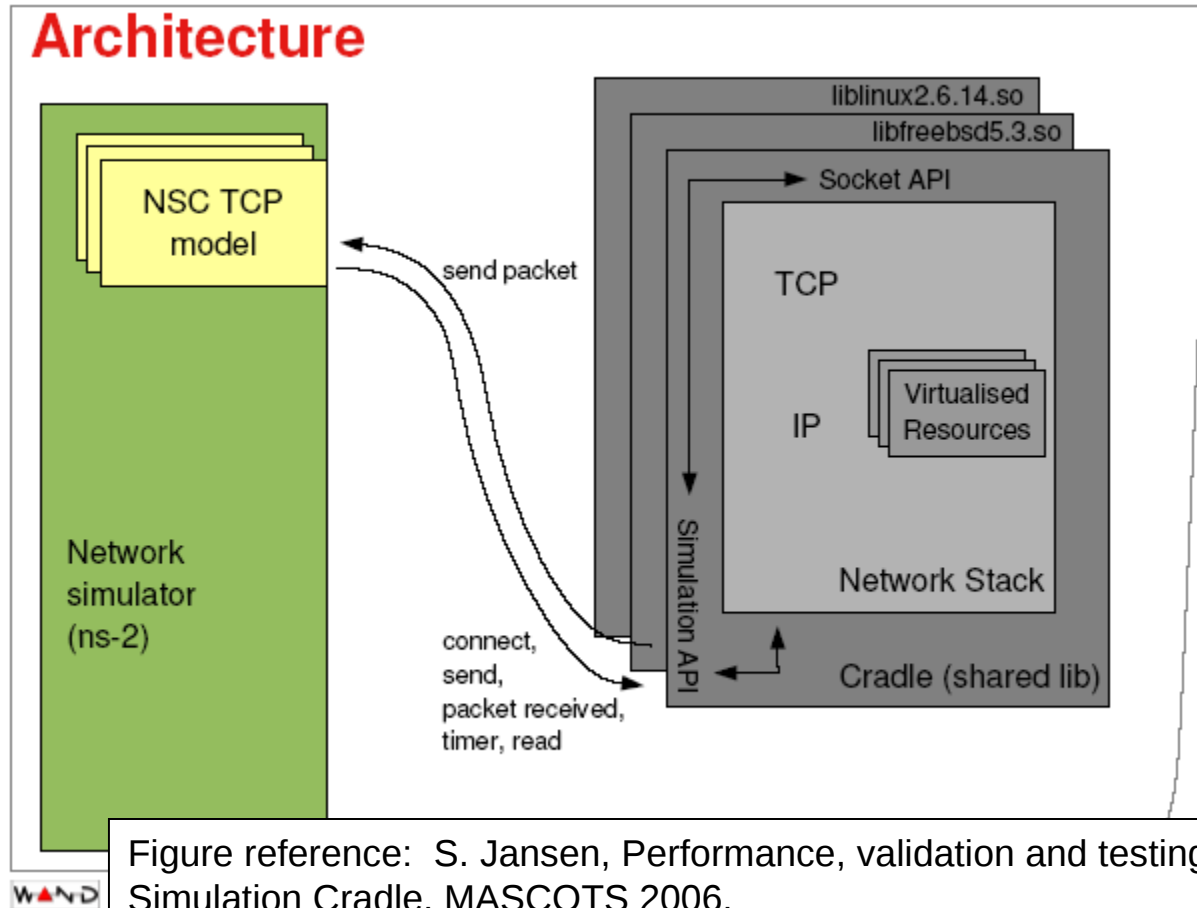 Architecture
NSC TCP
model
Network
simulator
(ns-2)
send packet
connect,
send,
packet received,
timer, read
liblinux2.6.14.so
libfreebsd5.3.so
Socket API
TCP
IP
Virtualised
Resources
Simulation API
Network Stack
Cradle (shared lib)
Figure reference: S. Jansen, Performance, validation and testing
Simulation Cradle. MASCOTS 2006.
WAND